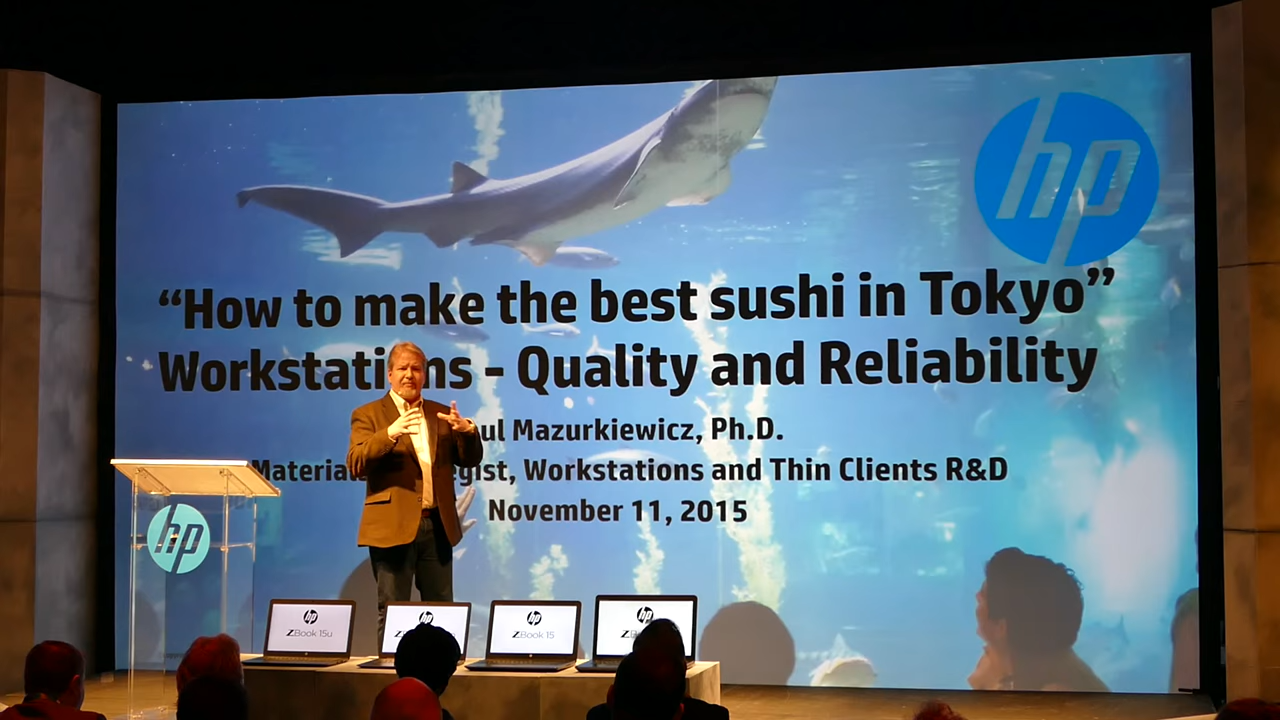 hp
“How to make the best sushi in Tokyo”
Workstati ns - Quality and Reliability
ul Mazurkiewicz, Ph.D.
Material egist, Workstations and Thin Clients R&D
November 11, 2015
hp
hp
ZBook 15u
hp
hp
ZBook 15
hp